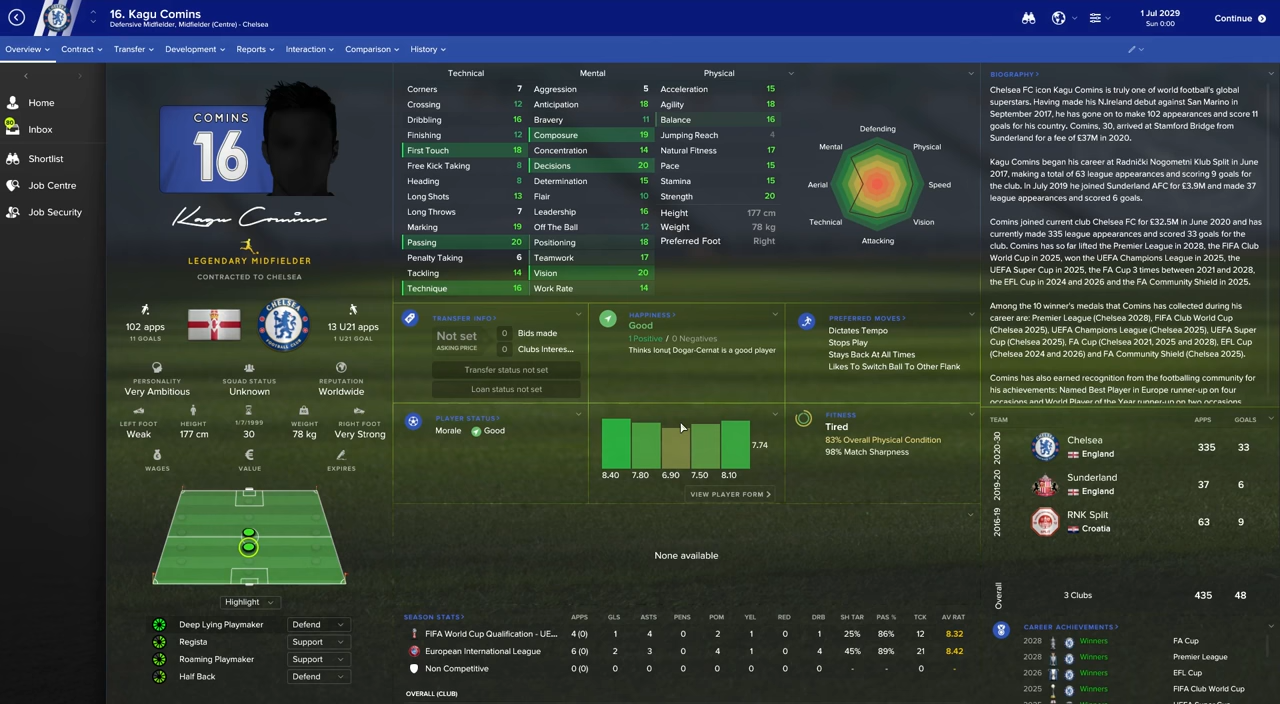 16. Kagu Comins
Defensive Midfielder, Midfielder (Centre) - Chelsea
1 Jul 2029
Sun 0:00
Continue
Overview
Contract
Transfer
Development
Reports
Interaction
Comparison
History
80
Home
Inbox
Shortlist
Job Centre
Job Security
COMINS
16
Kagu Comins
LEGENDARY MIDFIELDER
CONTRACTED TO CHELSEA
102 apps
11 GOALS
13 U21 apps
1 U21 GOAL
PERSONALITY
Very Ambitious
SQUAD STATUS
Unknown
REPUTATION
Worldwide
LEFT FOOT
Weak
HEIGHT
177 cm
1/7/1999
30
WEIGHT
78 kg
RIGHT FOOT
Very Strong
WAGES
VALUE
EXPIRES
Highlight
Deep Lying Playmaker Defend
Regista Support
Roaming Playmaker Support
Half Back Defend
Technical
Corners 7
Crossing 12
Dribbling 16
Finishing 12
First Touch 18
Free Kick Taking 8
Heading 8
Long Shots 13
Long Throws 7
Marking 19
Passing 20
Penalty Taking 6
Tackling 14
Technique 16
Mental
Aggression 5
Anticipation 18
Bravery 11
Composure 19
Concentration 14
Decisions 20
Determination 15
Flair 10
Leadership 16
Off The Ball 12
Positioning 18
Teamwork 17
Vision 20
Work Rate 14
Physical
Acceleration 15
Agility 18
Balance 16
Jumping Reach 4
Natural Fitness 17
Pace 15
Stamina 15
Strength 20
Height 177 cm
Weight 78 kg
Preferred Foot Right
Defending
Physical
Speed
Vision
Attacking
Technical
Aerial
Mental
TRANSFER INFO>
Not set
ASKING PRICE
0 Bids made
0 Clubs Interes...
Transfer status not set
Loan status not set
HAPPINESS>
Good
1 Positive / 0 Negatives
Thinks Ionuț Dogar-Cernat is a good player
PREFERRED MOVES>
Dictates Tempo
Stops Play
Stays Back At All Times
Likes To Switch Ball To Other Flank
PLAYER STATUS>
Morale Good
8.40 7.80 6.90 7.50 8.10
7.74
VIEW PLAYER FORM >
FITNESS
Tired
83% Overall Physical Condition
98% Match Sharpness
None available
SEASON STATS> APPS GLS ASTS PENS POM YEL RED DRB SH TAR PAS % TCK AV RAT
FIFA World Cup Qualification - UE... 4 (0) 1 4 0 2 1 0 1 25% 86% 12 8.32
European International League 6 (0) 2 3 0 4 1 0 4 45% 89% 21 8.42
Non Competitive 0 (0) 0 0 0 0 0 0 0 - - 0 -
OVERALL (CLUB)
BIOGRAPHY>
Chelsea FC icon Kagu Comins is truly one of world football's global
superstars. Having made his N.Ireland debut against San Marino in
September 2017, he has gone on to make 102 appearances and score 11
goals for his country. Comins, 30, arrived at Stamford Bridge from
Sunderland for a fee of £37M in 2020.
Kagu Comins began his career at Radnički Nogometni Klub Split in June
2017, making a total of 63 league appearances and scoring 9 goals for
the club. In July 2019 he joined Sunderland AFC for £3.9M and made 37
league appearances and scored 6 goals.
Comins joined current club Chelsea FC for £32.5M in June 2020 and has
currently made 335 league appearances and scored 33 goals for the
club. Comins has so far lifted the Premier League in 2028, the FIFA Club
World Cup in 2025, won the UEFA Champions League in 2025, the
UEFA Super Cup in 2025, the FA Cup 3 times between 2021 and 2028,
the EFL Cup in 2024 and 2026 and the FA Community Shield in 2025.
Among the 10 winner's medals that Comins has collected during his
career are: Premier League (Chelsea 2028), FIFA Club World Cup
(Chelsea 2025), UEFA Champions League (Chelsea 2025), UEFA Super
Cup (Chelsea 2025), FA Cup (Chelsea 2021, 2025 and 2028), EFL Cup
(Chelsea 2024 and 2026) and FA Community Shield (Chelsea 2025).
Comins has also earned recognition from the footballing community for
his achievements: Named Best Player in Europe runner-up on four
occasions and World Player of the Year runner-up on two occasions
TEAM APPS GOALS
2020-30 Chelsea 335 33
England
2019-20 Sunderland 37 6
England
2016-19 RNK Split 63 9
Croatia
Overall 3 Clubs 435 48
CAREER ACHIEVEMENTS>
2028 Winners FA Cup
2028 Winners Premier League
2026 Winners EFL Cup
2025 Winners FIFA Club World Cup